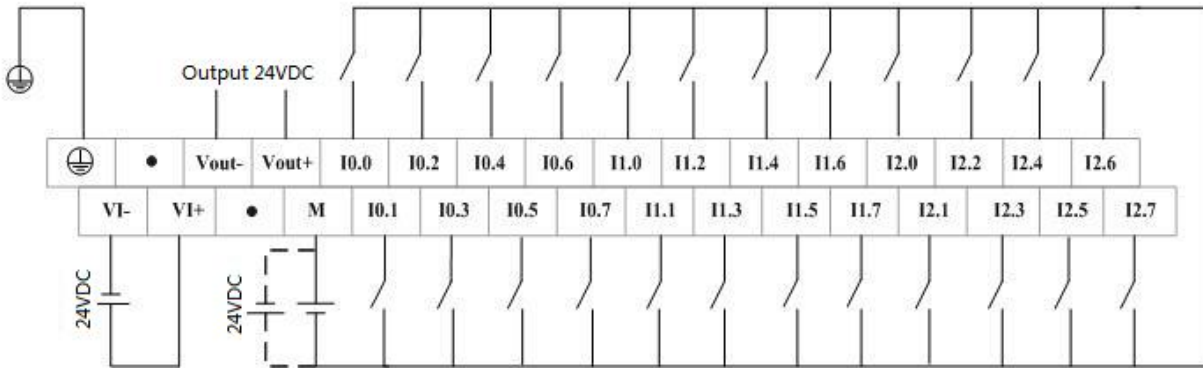 Output 24VDC
Vout- Vout+ I0.0 I0.2 I0.4 I0.6 I1.0 I1.2 I1.4 I1.6 I2.0 I2.2 I2.4 I2.6
VI- VI+ M I0.1 I0.3 I0.5 I0.7 I1.1 I1.3 I1.5 I1.7 I2.1 I2.3 I2.5 I2.7
24VDC
24VDC